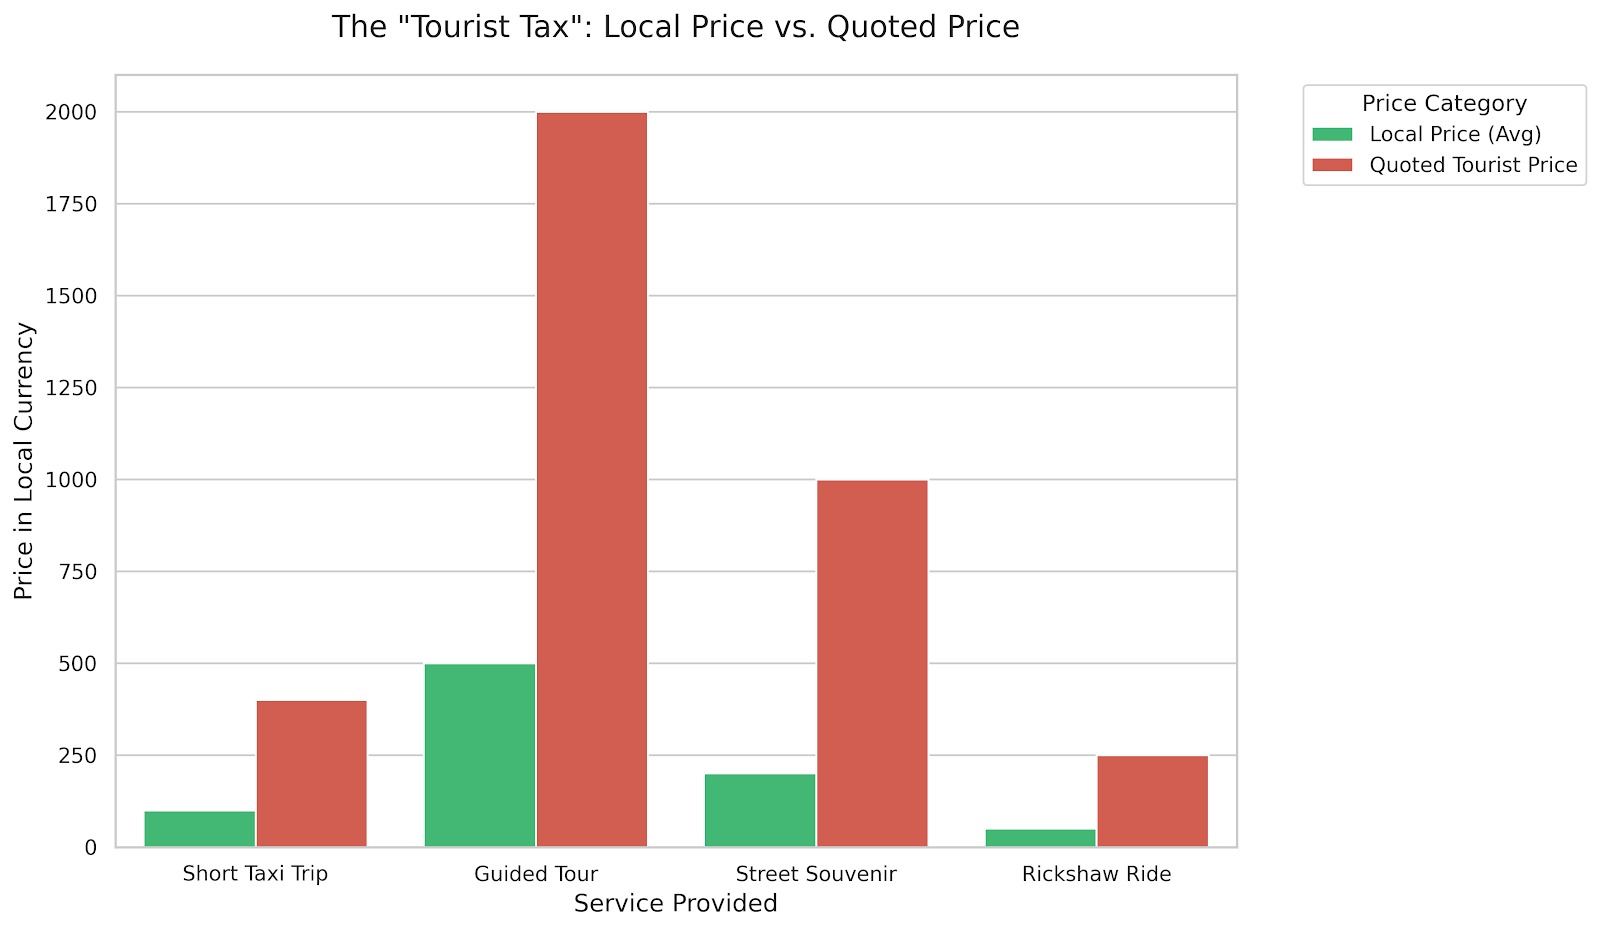 The "Tourist Tax": Local Price vs. Quoted Price
Price Category
Local Price (Avg)
Quoted Tourist Price
Price in Local Currency
2000
1750
1500
1250
1000
750
500
250
0
Short Taxi Trip
Guided Tour
Street Souvenir
Rickshaw Ride
Service Provided